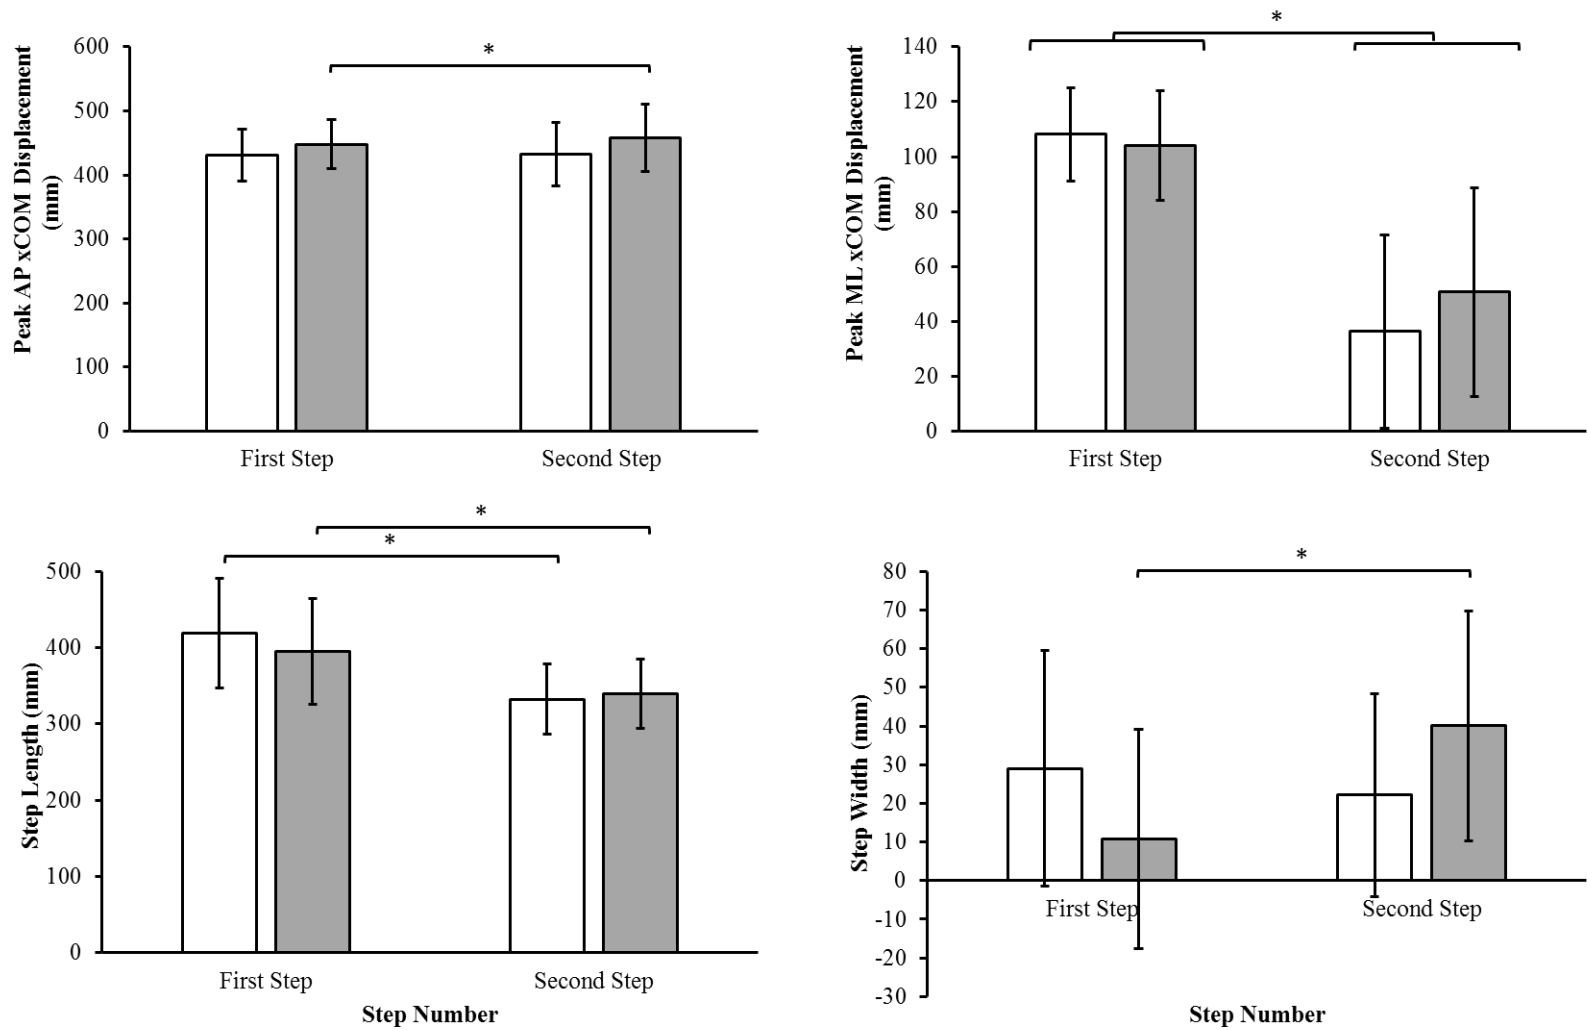 *
600
500
400
300
200
100
0
Peak AP xCOM Displacement
(mm)
First Step
Second Step
*
140
120
100
80
60
40
20
0
Peak ML xCOM Displacement
(mm)
First Step
Second Step
*
*
500
400
300
200
100
0
Step Length (mm)
First Step
Second Step
Step Number
*
80
70
60
50
40
30
20
10
0
-10
-20
-30
Step Width (mm)
First Step
Second Step
Step Number